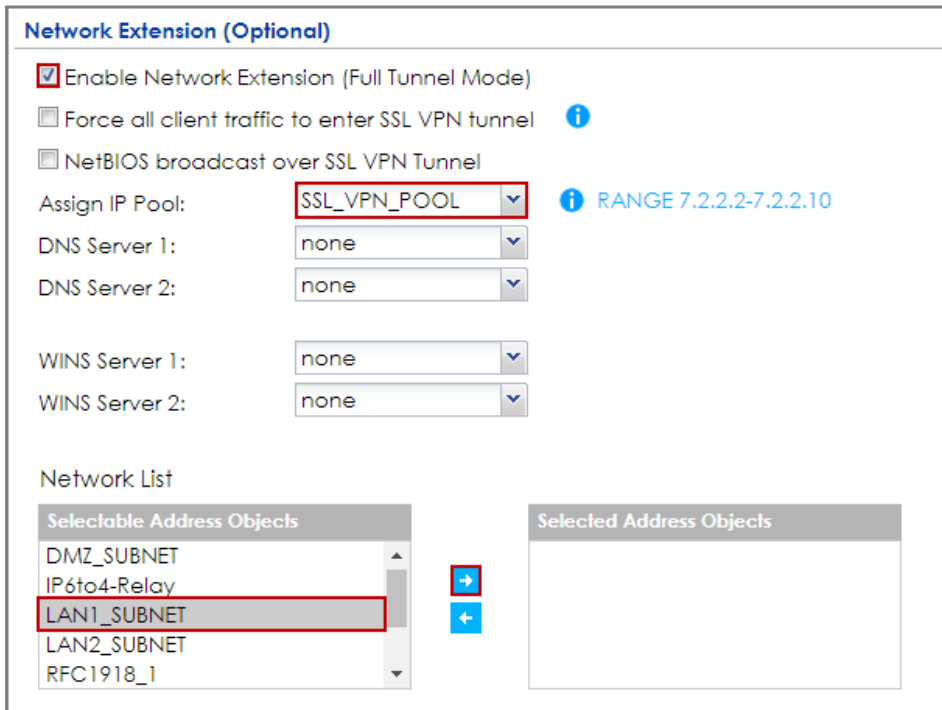 Network Extension (Optional)
Enable Network Extension (Full Tunnel Mode)
Force all client traffic to enter SSL VPN tunnel
NetBIOS broadcast over SSL VPN Tunnel
Assign IP Pool: SSL_VPN_POOL RANGE 7.2.2.2-7.2.2.10
DNS Server 1: none
DNS Server 2: none
WINS Server 1: none
WINS Server 2: none
Network List
Selectable Address Objects Selected Address Objects
DMZ_SUBNET
IP6to4-Relay
LAN1_SUBNET
LAN2_SUBNET
RFC1918_1